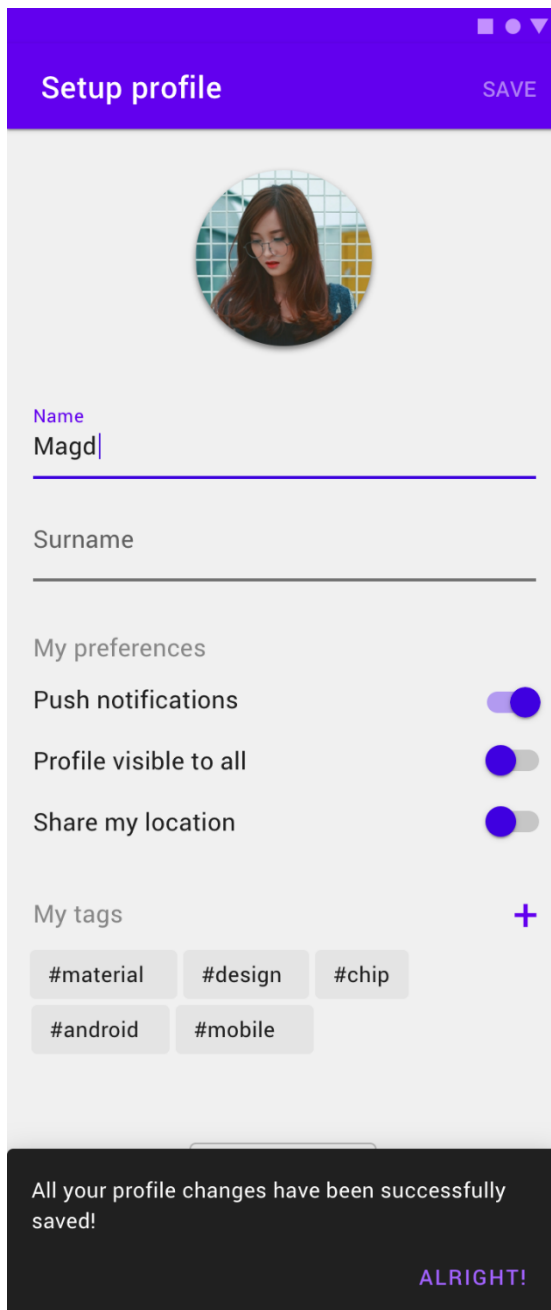 Setup profile SAVE
Name
Magd
Surname
My preferences
Push notifications
Profile visible to all
Share my location
My tags +
#material #design #chip
#android #mobile
All your profile changes have been successfully
saved!
ALRIGHT!